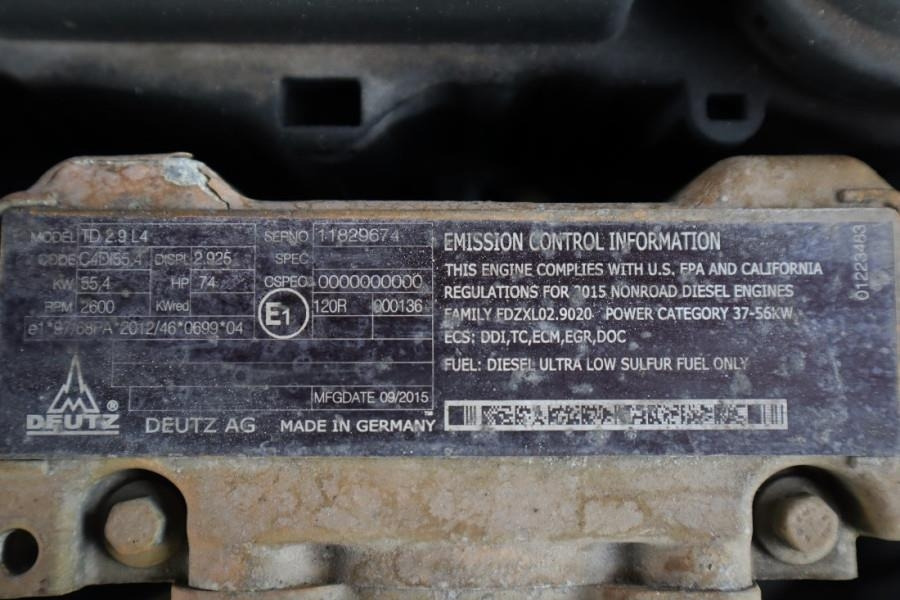 MODEL TD 2.9 L4 SERNO 11829674
CODE C4DI55,4 DISPL 2.925 SPEC
KW 55,4 HP 74 CSPEC 0000000000
RPM 2600 KWred E1 120R 000136
e1*97/68PA*2012/46*0699*04
MFGDATE 09/2015
DEUTZ® DEUTZ AG MADE IN GERMANY
EMISSION CONTROL INFORMATION
THIS ENGINE COMPLIES WITH U.S. EPA AND CALIFORNIA
REGULATIONS FOR 2015 NONROAD DIESEL ENGINES
FAMILY FDZXL02.9020 POWER CATEGORY 37-56KW
ECS: DDI,TC,ECM,EGR,DOC
FUEL: DIESEL ULTRA LOW SULFUR FUEL ONLY
01223483